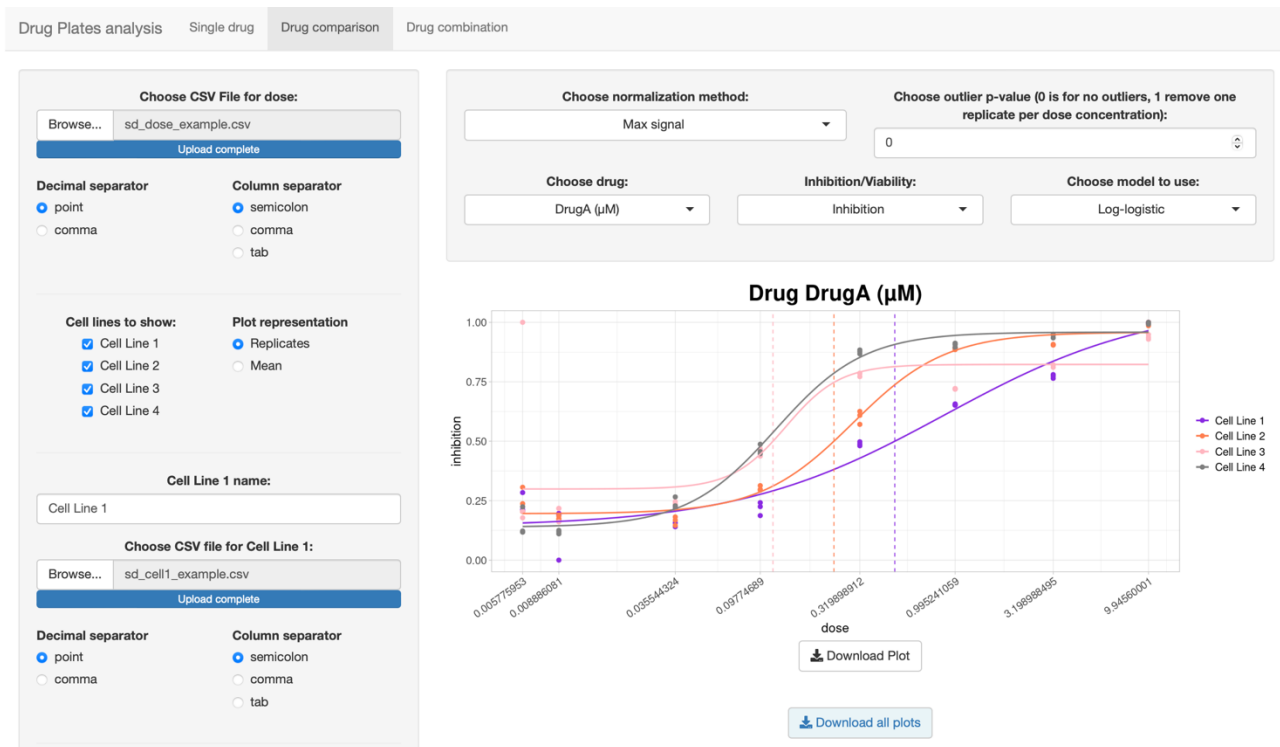 Drug Plates analysis Single drug Drug comparison Drug combination
Choose CSV File for dose:
Browse... sd_dose_example.csv
Upload complete
Decimal separator Column separator
point semicolon
comma comma
tab
Cell lines to show: Plot representation
Cell Line 1 Replicates
Cell Line 2 Mean
Cell Line 3
Cell Line 4
Cell Line 1 name:
Cell Line 1
Choose CSV file for Cell Line 1:
Browse... sd_cell1_example.csv
Upload complete
Decimal separator Column separator
point semicolon
comma comma
tab
Choose normalization method:
Max signal
Choose outlier p-value (0 is for no outliers, 1 remove one
replicate per dose concentration):
0
Choose drug: Inhibition/Viability: Choose model to use:
DrugA (µM) Inhibition Log-logistic
Drug DrugA (µM)
1.00
0.75
0.50
0.25
0.00
inhibition
0.005775953 0.008886081 0.035544324 0.09774689 0.319898912 0.995241059 3.198988495 9.94560001
dose
Cell Line 1
Cell Line 2
Cell Line 3
Cell Line 4
Download Plot
Download all plots